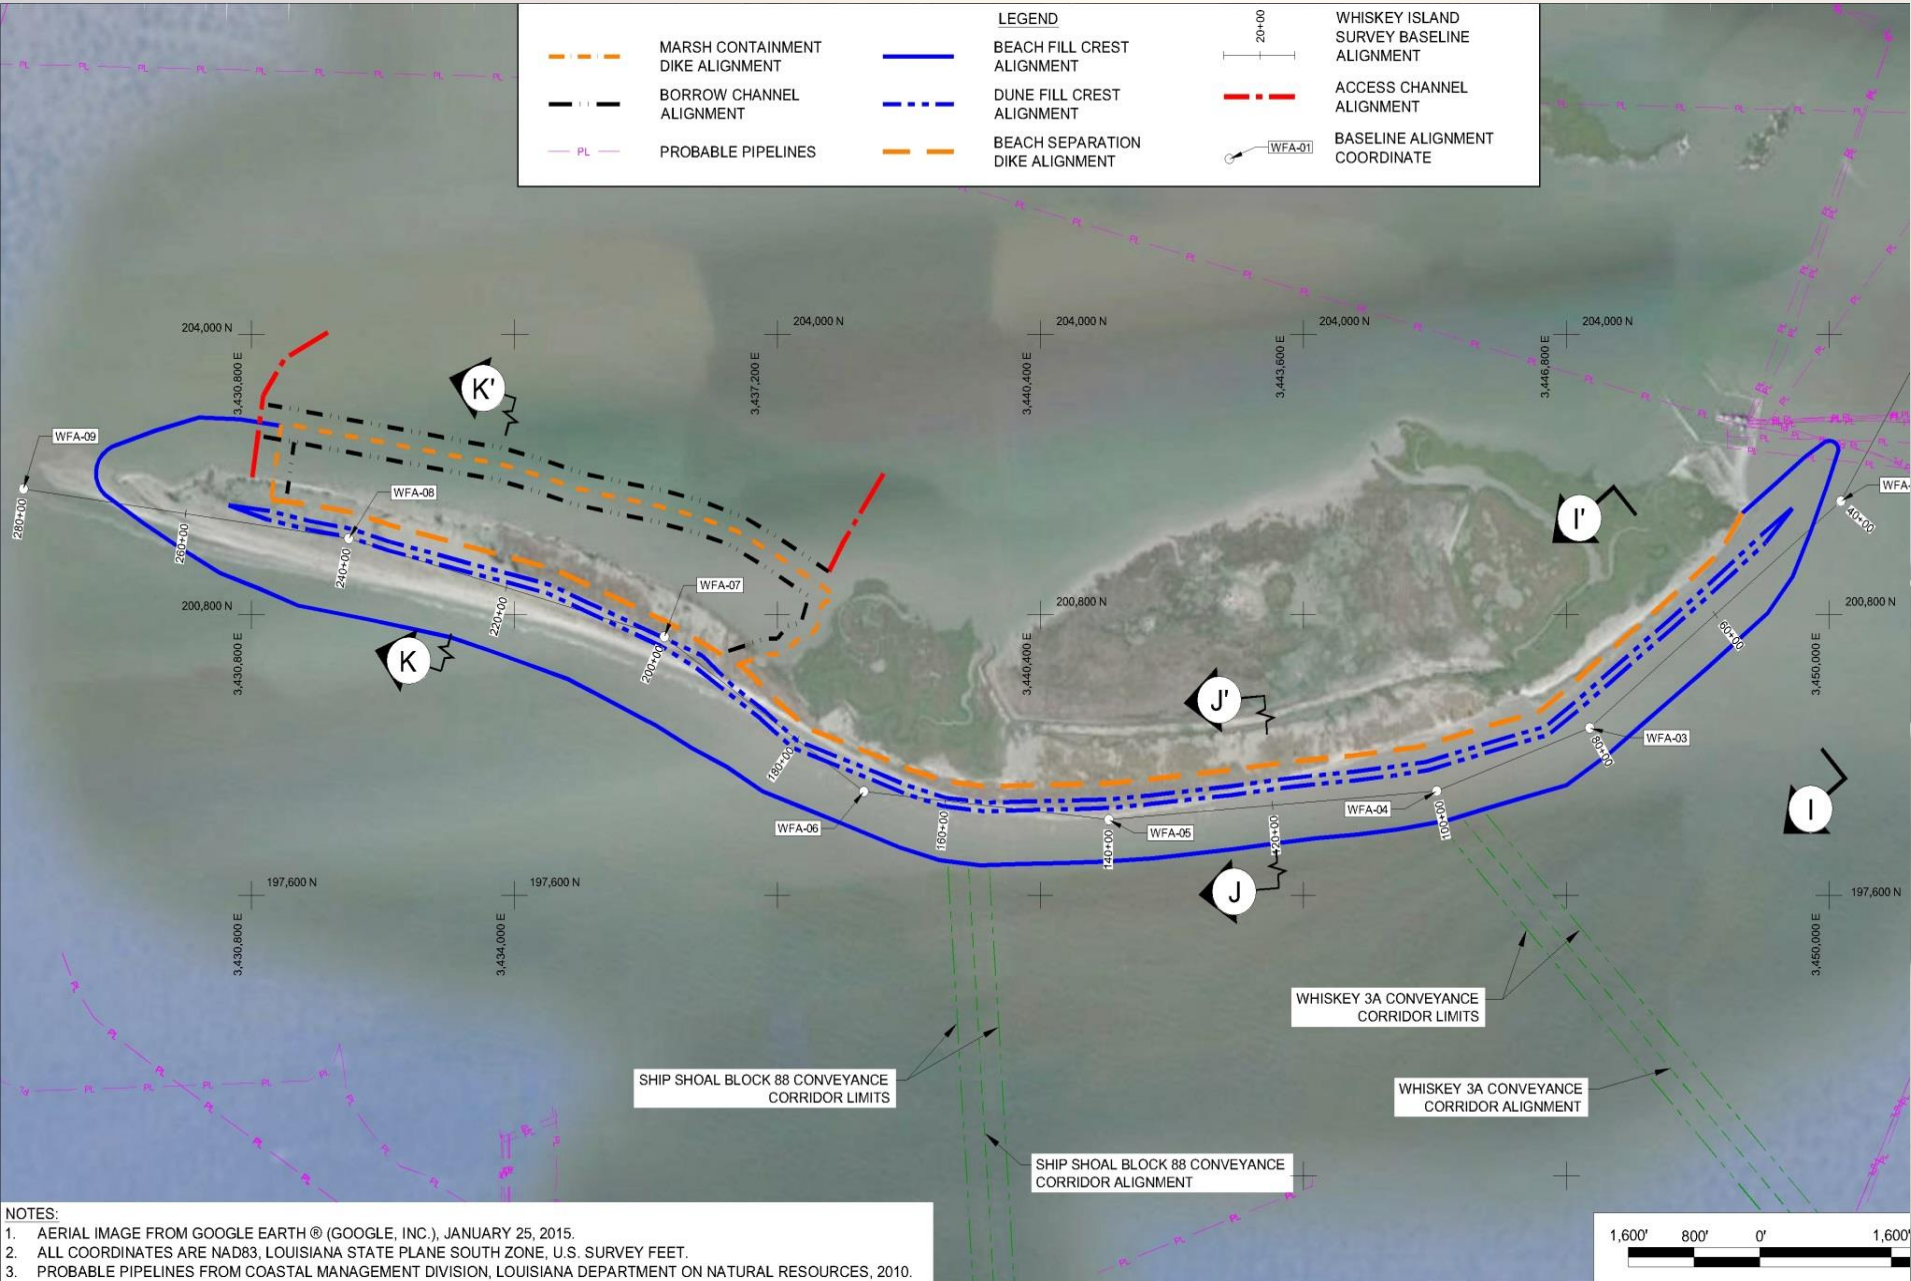 LEGEND
MARSH CONTAINMENT
DIKE ALIGNMENT
BORROW CHANNEL
ALIGNMENT
PL
PROBABLE PIPELINES
BEACH FILL CREST
ALIGNMENT
DUNE FILL CREST
ALIGNMENT
BEACH SEPARATION
DIKE ALIGNMENT
20+00
WHISKEY ISLAND
SURVEY BASELINE
ALIGNMENT
ACCESS CHANNEL
ALIGNMENT
WFA-01
BASELINE ALIGNMENT
COORDINATE
204,000 N
204,000 N
204,000 N
204,000 N
204,000 N
3,430,800 E
3,437,200 E
3,440,400 E
3,443,600 E
3,446,800 E
K'
WFA-09
WFA-08
WFA-07
I'
WFA-
40+00
280+00
260+00
240+00
220+00
200+00
200,800 N
200,800 N
200,800 N
60+00
3,430,800 E
3,440,400 E
3,450,000 E
K
J'
180+00
WFA-03
80+00
WFA-06
160+00
WFA-05
140+00
120+00
WFA-04
100+00
I
J
197,600 N
197,600 N
197,600 N
3,430,800 E
3,434,000 E
3,450,000 E
WHISKEY 3A CONVEYANCE
CORRIDOR LIMITS
SHIP SHOAL BLOCK 88 CONVEYANCE
CORRIDOR LIMITS
WHISKEY 3A CONVEYANCE
CORRIDOR ALIGNMENT
SHIP SHOAL BLOCK 88 CONVEYANCE
CORRIDOR ALIGNMENT
NOTES:
1. AERIAL IMAGE FROM GOOGLE EARTH ® (GOOGLE, INC.), JANUARY 25, 2015.
2. ALL COORDINATES ARE NAD83, LOUISIANA STATE PLANE SOUTH ZONE, U.S. SURVEY FEET.
3. PROBABLE PIPELINES FROM COASTAL MANAGEMENT DIVISION, LOUISIANA DEPARTMENT ON NATURAL RESOURCES, 2010.
1,600' 800' 0' 1,600'